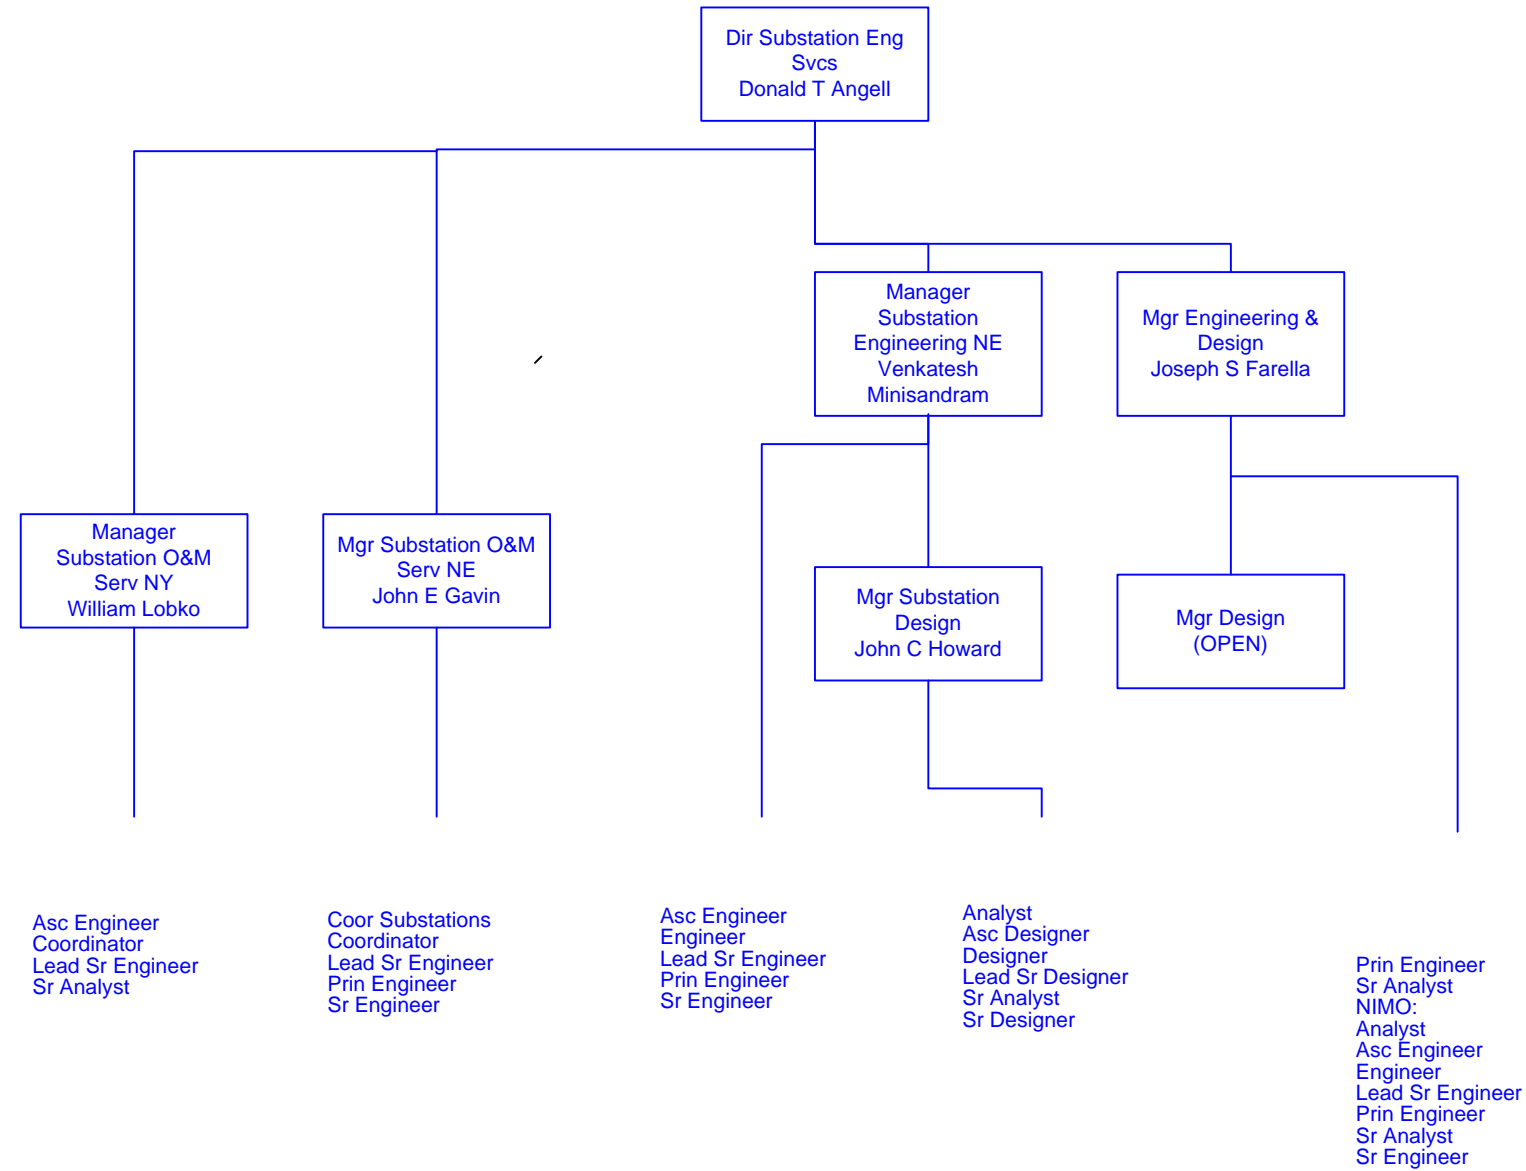 Dir Substation Eng
Svcs
Donald T Angell
Manager
Substation
Engineering NE
Venkatesh
Minisandram
Mgr Engineering &
Design
Joseph S Farella
Manager
Substation O&M
Serv NY
William Lobko
Mgr Substation O&M
Serv NE
John E Gavin
Mgr Substation
Design
John C Howard
Mgr Design
(OPEN)
Asc Engineer
Coordinator
Lead Sr Engineer
Sr Analyst
Coor Substations
Coordinator
Lead Sr Engineer
Prin Engineer
Sr Engineer
Asc Engineer
Engineer
Lead Sr Engineer
Prin Engineer
Sr Engineer
Analyst
Asc Designer
Designer
Lead Sr Designer
Sr Analyst
Sr Designer
Prin Engineer
Sr Analyst
NIMO:
Analyst
Asc Engineer
Engineer
Lead Sr Engineer
Prin Engineer
Sr Analyst
Sr Engineer